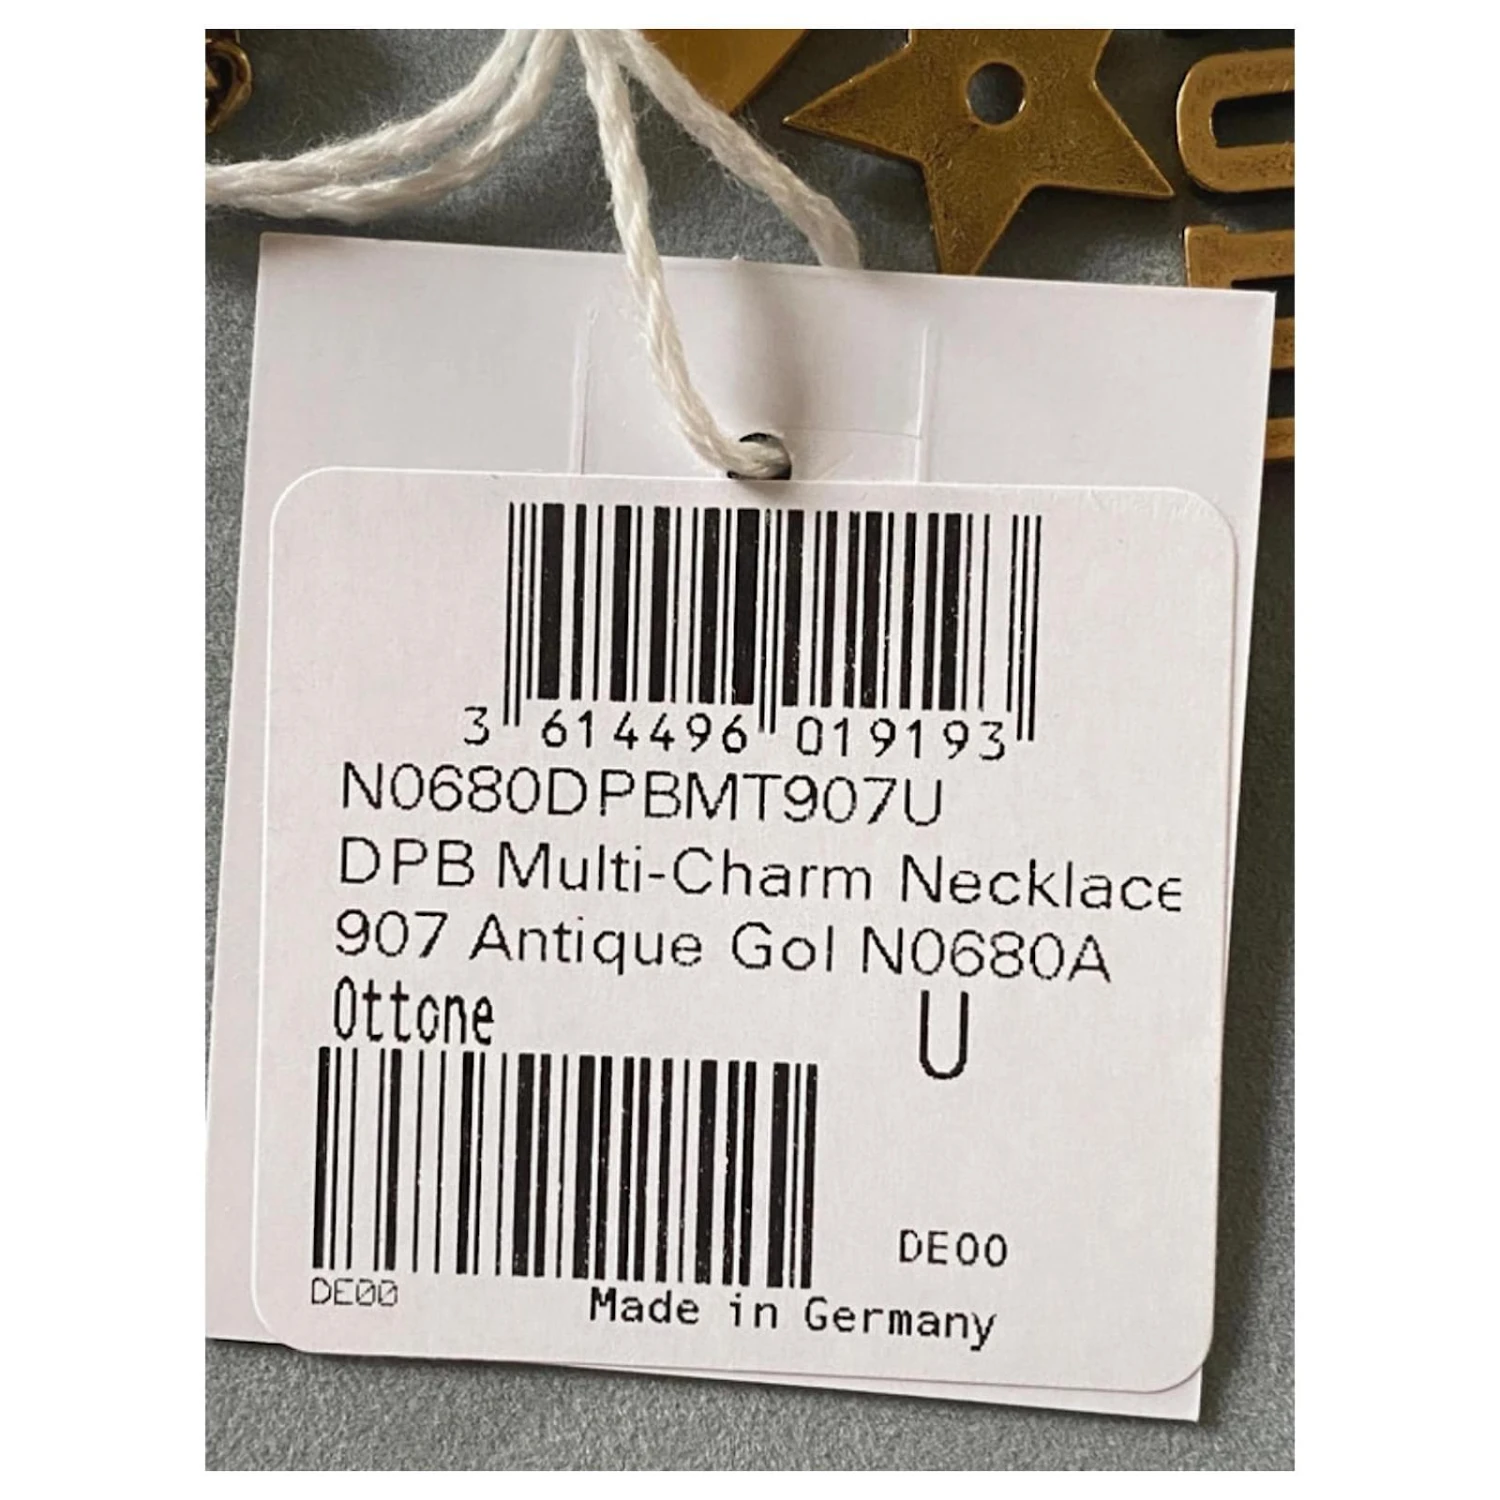 3 614496 019193
N0680DPBMT907U
DPB Multi-Charm Necklace
907 Antique Gol N0680A
Ottone
U
DE00
DE00
Made in Germany